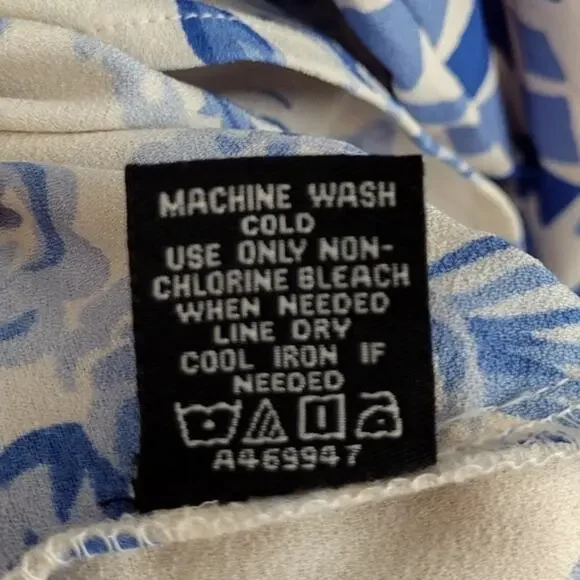 MACHINE WASH
COLD
USE ONLY NON-
CHLORINE BLEACH
WHEN NEEDED
LINE DRY
COOL IRON IF
NEEDED
A469947